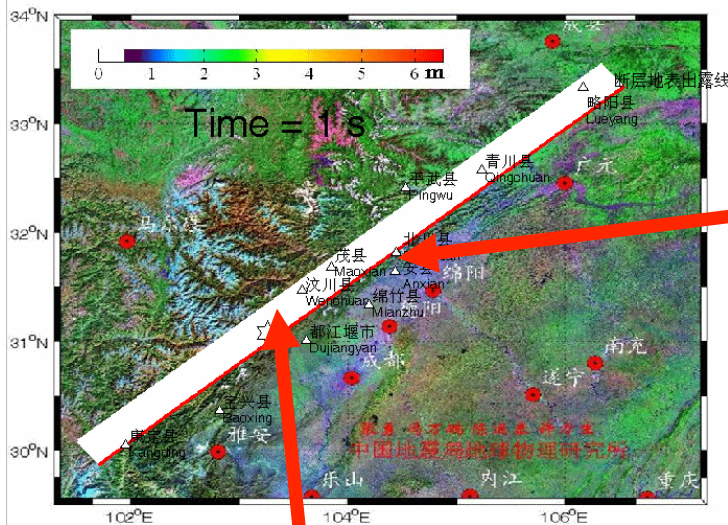 34°N
成县
0 1 2 3 4 5 6 m
断层地表出露线
略阳县
Lueyang
33°N
Time = 1 s
青川县
Qingchuan
广元
平武县
Pingwu
32°N
北川县
茂县
Maoxian
安县
Anxian
绵阳
汶川县
Wenchuan
绵竹县
Mianzhu
德阳
31°N
都江堰市
Dujiangyan
成都
南充
遂宁
宝兴县
Baoxing
雅安
康定县
Kangding
30°N
中国地震局地球物理研究所
乐山
内江
重庆
102°E
104°E
106°E